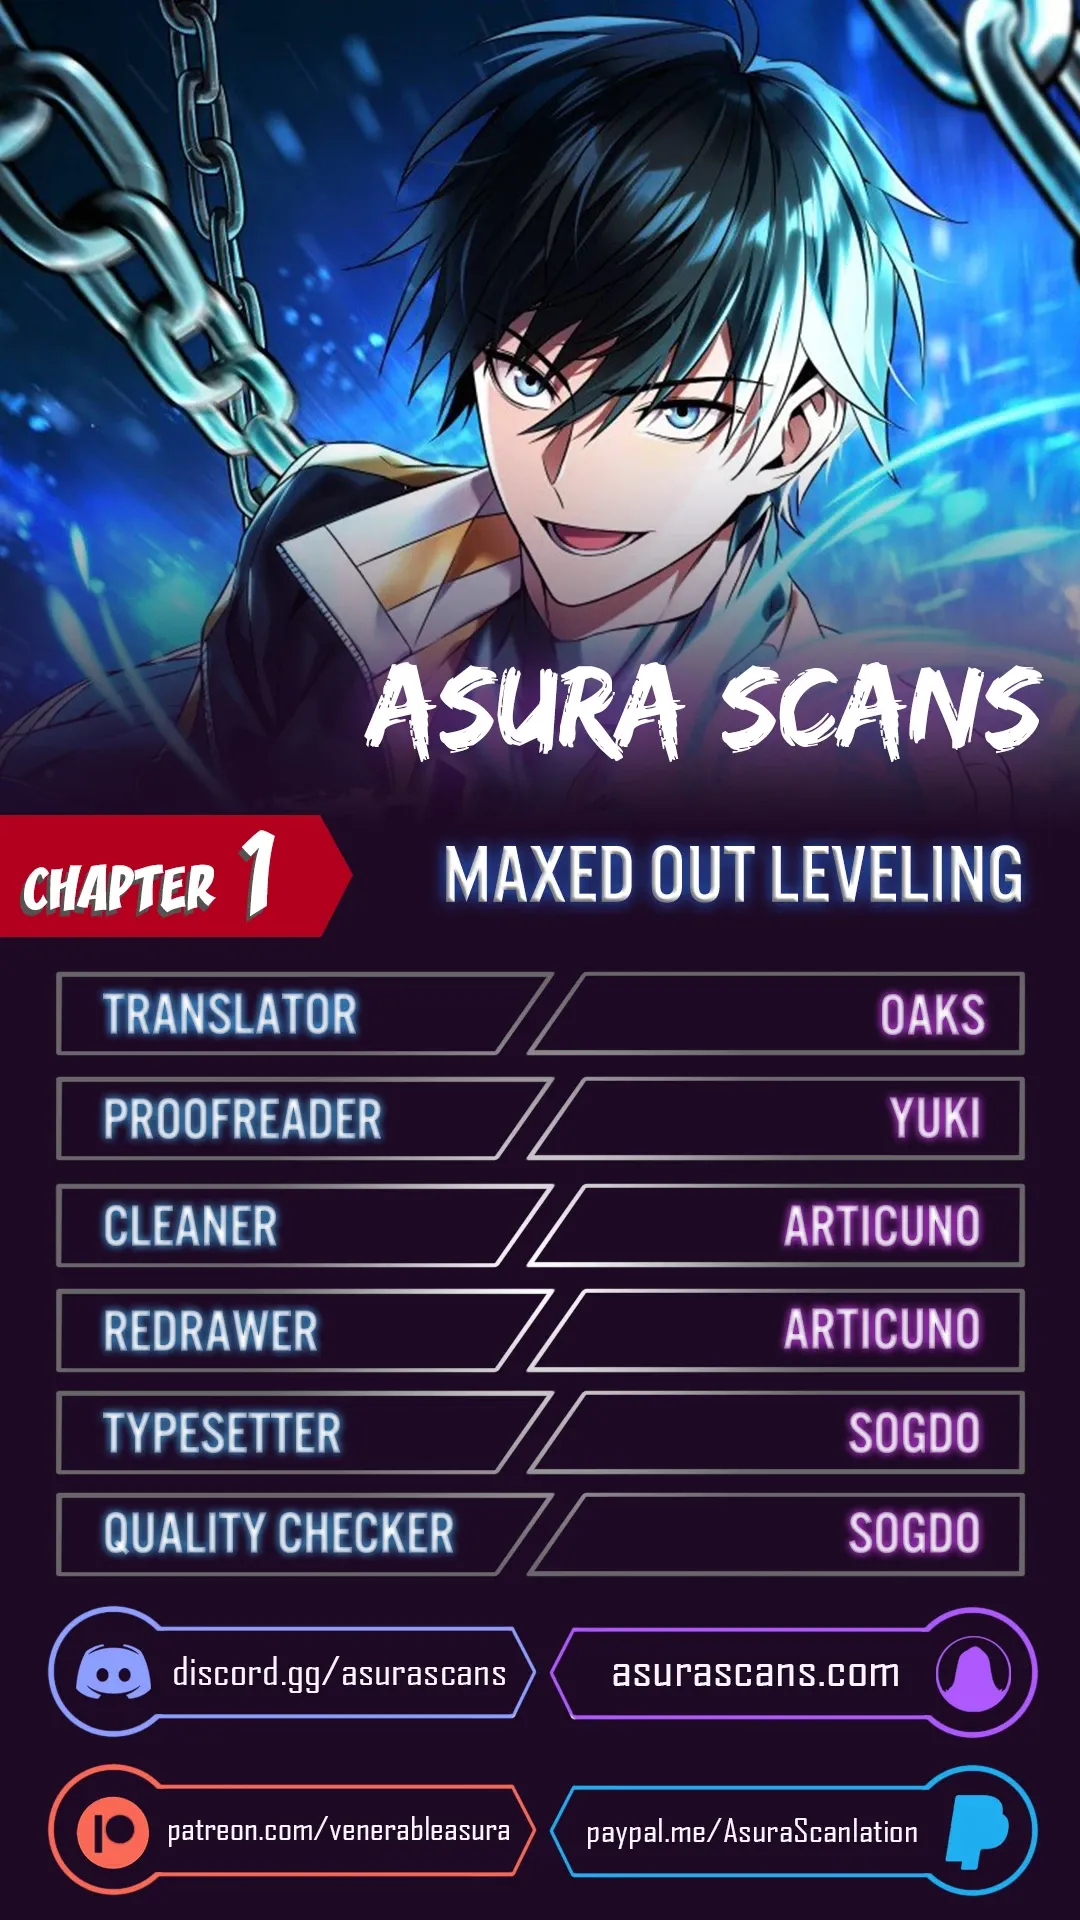 ASURA SCANS
CHAPTER 1
MAXED OUT LEVELING
TRANSLATOR OAKS
PROOFREADER YUKI
CLEANER ARTICUNO
REDRAWER ARTICUNO
TYPESETTER SOGDO
QUALITY CHECKER SOGDO
discord.gg/asurascans asurascans.com
patreon.com/venerableasura paypal.me/AsuraScanlation